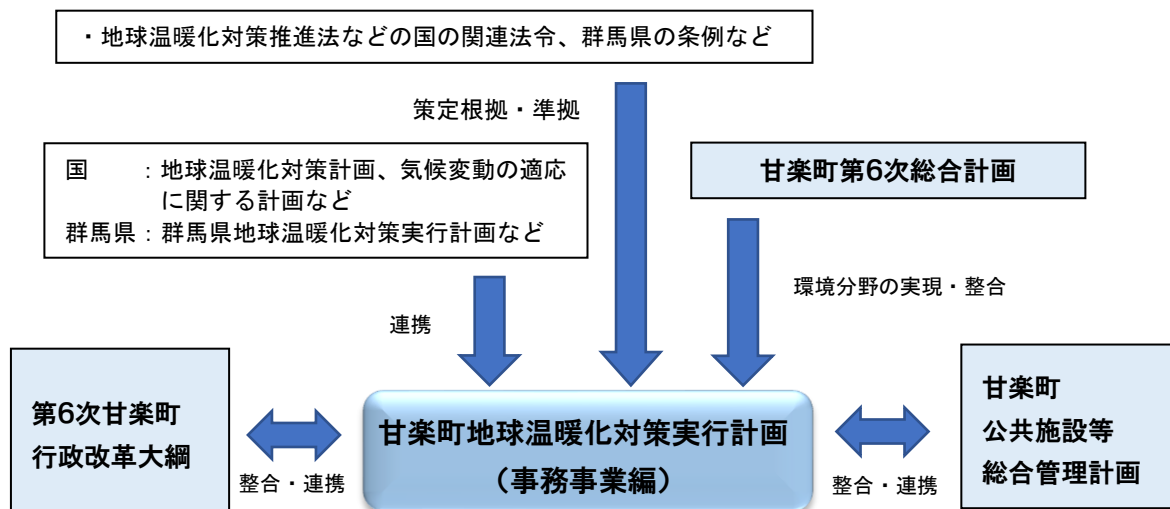 ・地球温暖化対策推進法などの国の関連法令、群馬県の条例など
策定根拠・準拠
国　　：地球温暖化対策計画、気候変動の適応
に関する計画など
群馬県：群馬県地球温暖化対策実行計画など
甘楽町第6次総合計画
環境分野の実現・整合
連携
第6次甘楽町
行政改革大綱
整合・連携
甘楽町地球温暖化対策実行計画
（事務事業編）
整合・連携
甘楽町
公共施設等
総合管理計画